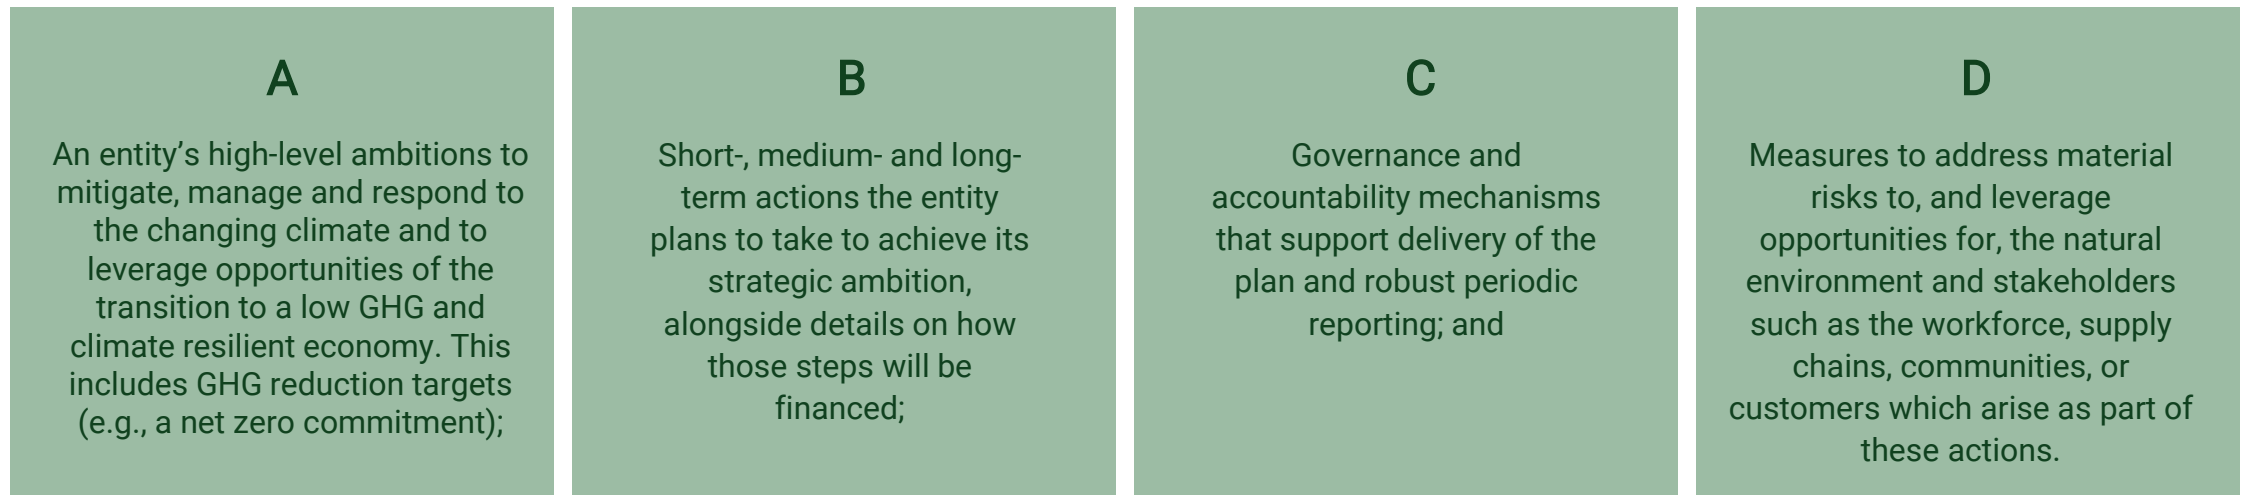 A
An entity’s high-level ambitions to
mitigate, manage and respond to
the changing climate and to
leverage opportunities of the
transition to a low GHG and
climate resilient economy. This
includes GHG reduction targets
(e.g., a net zero commitment);
B
Short-, medium- and long-
term actions the entity
plans to take to achieve its
strategic ambition,
alongside details on how
those steps will be
financed;
C
Governance and
accountability mechanisms
that support delivery of the
plan and robust periodic
reporting; and
D
Measures to address material
risks to, and leverage
opportunities for, the natural
environment and stakeholders
such as the workforce, supply
chains, communities, or
customers which arise as part of
these actions.